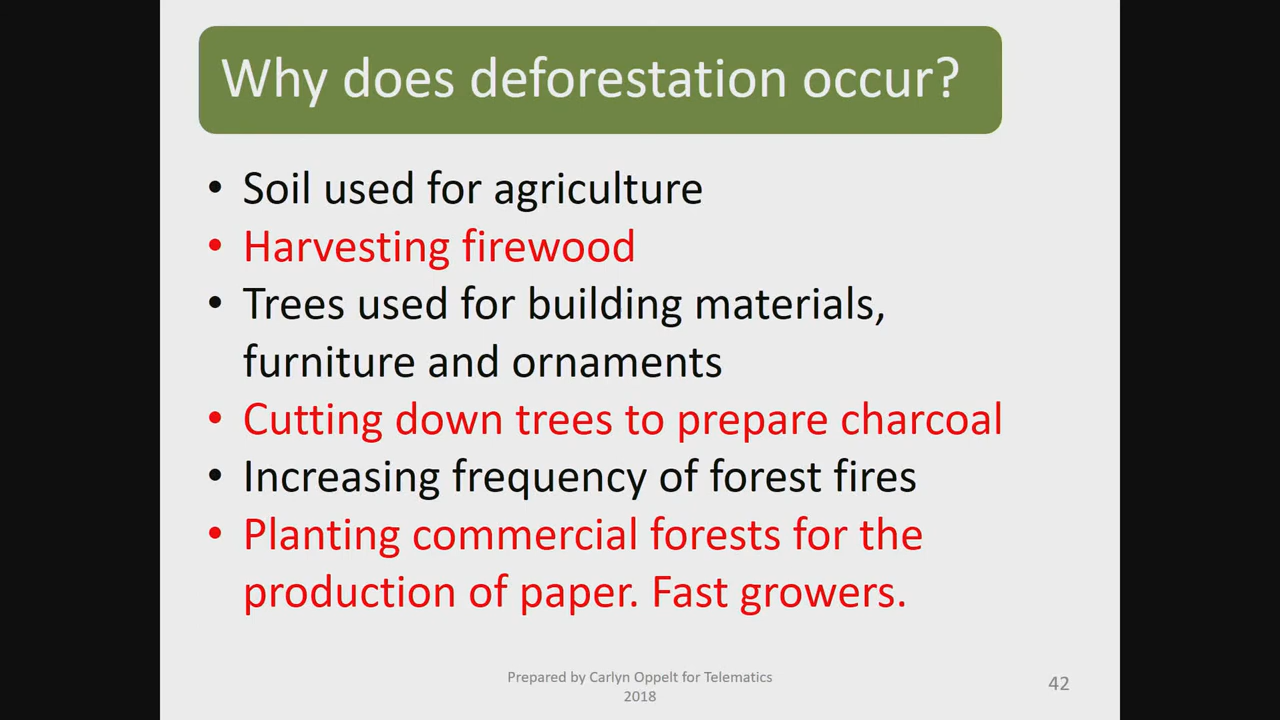 Why does deforestation occur?
• Soil used for agriculture
• Harvesting firewood
• Trees used for building materials,
furniture and ornaments
• Cutting down trees to prepare charcoal
• Increasing frequency of forest fires
• Planting commercial forests for the
production of paper. Fast growers.
Prepared by Carlyn Oppelt for Telematics
2018
42